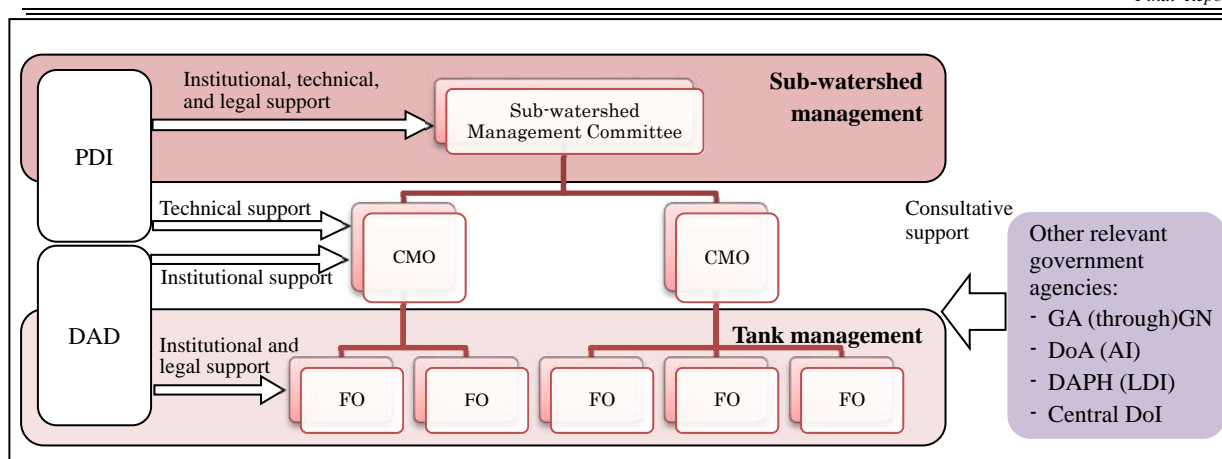 Institutional, technical,
and legal support
Sub-watershed
management
Sub-watershed
Management Committee
PDI
Technical support
Consultative
support
CMO
CMO
Institutional support
Other relevant
government
agencies:
- GA (through)GN
- DoA (AI)
- DAPH (LDI)
- Central DoI
DAD
Tank management
Institutional and
legal support
FO
FO
FO
FO
FO